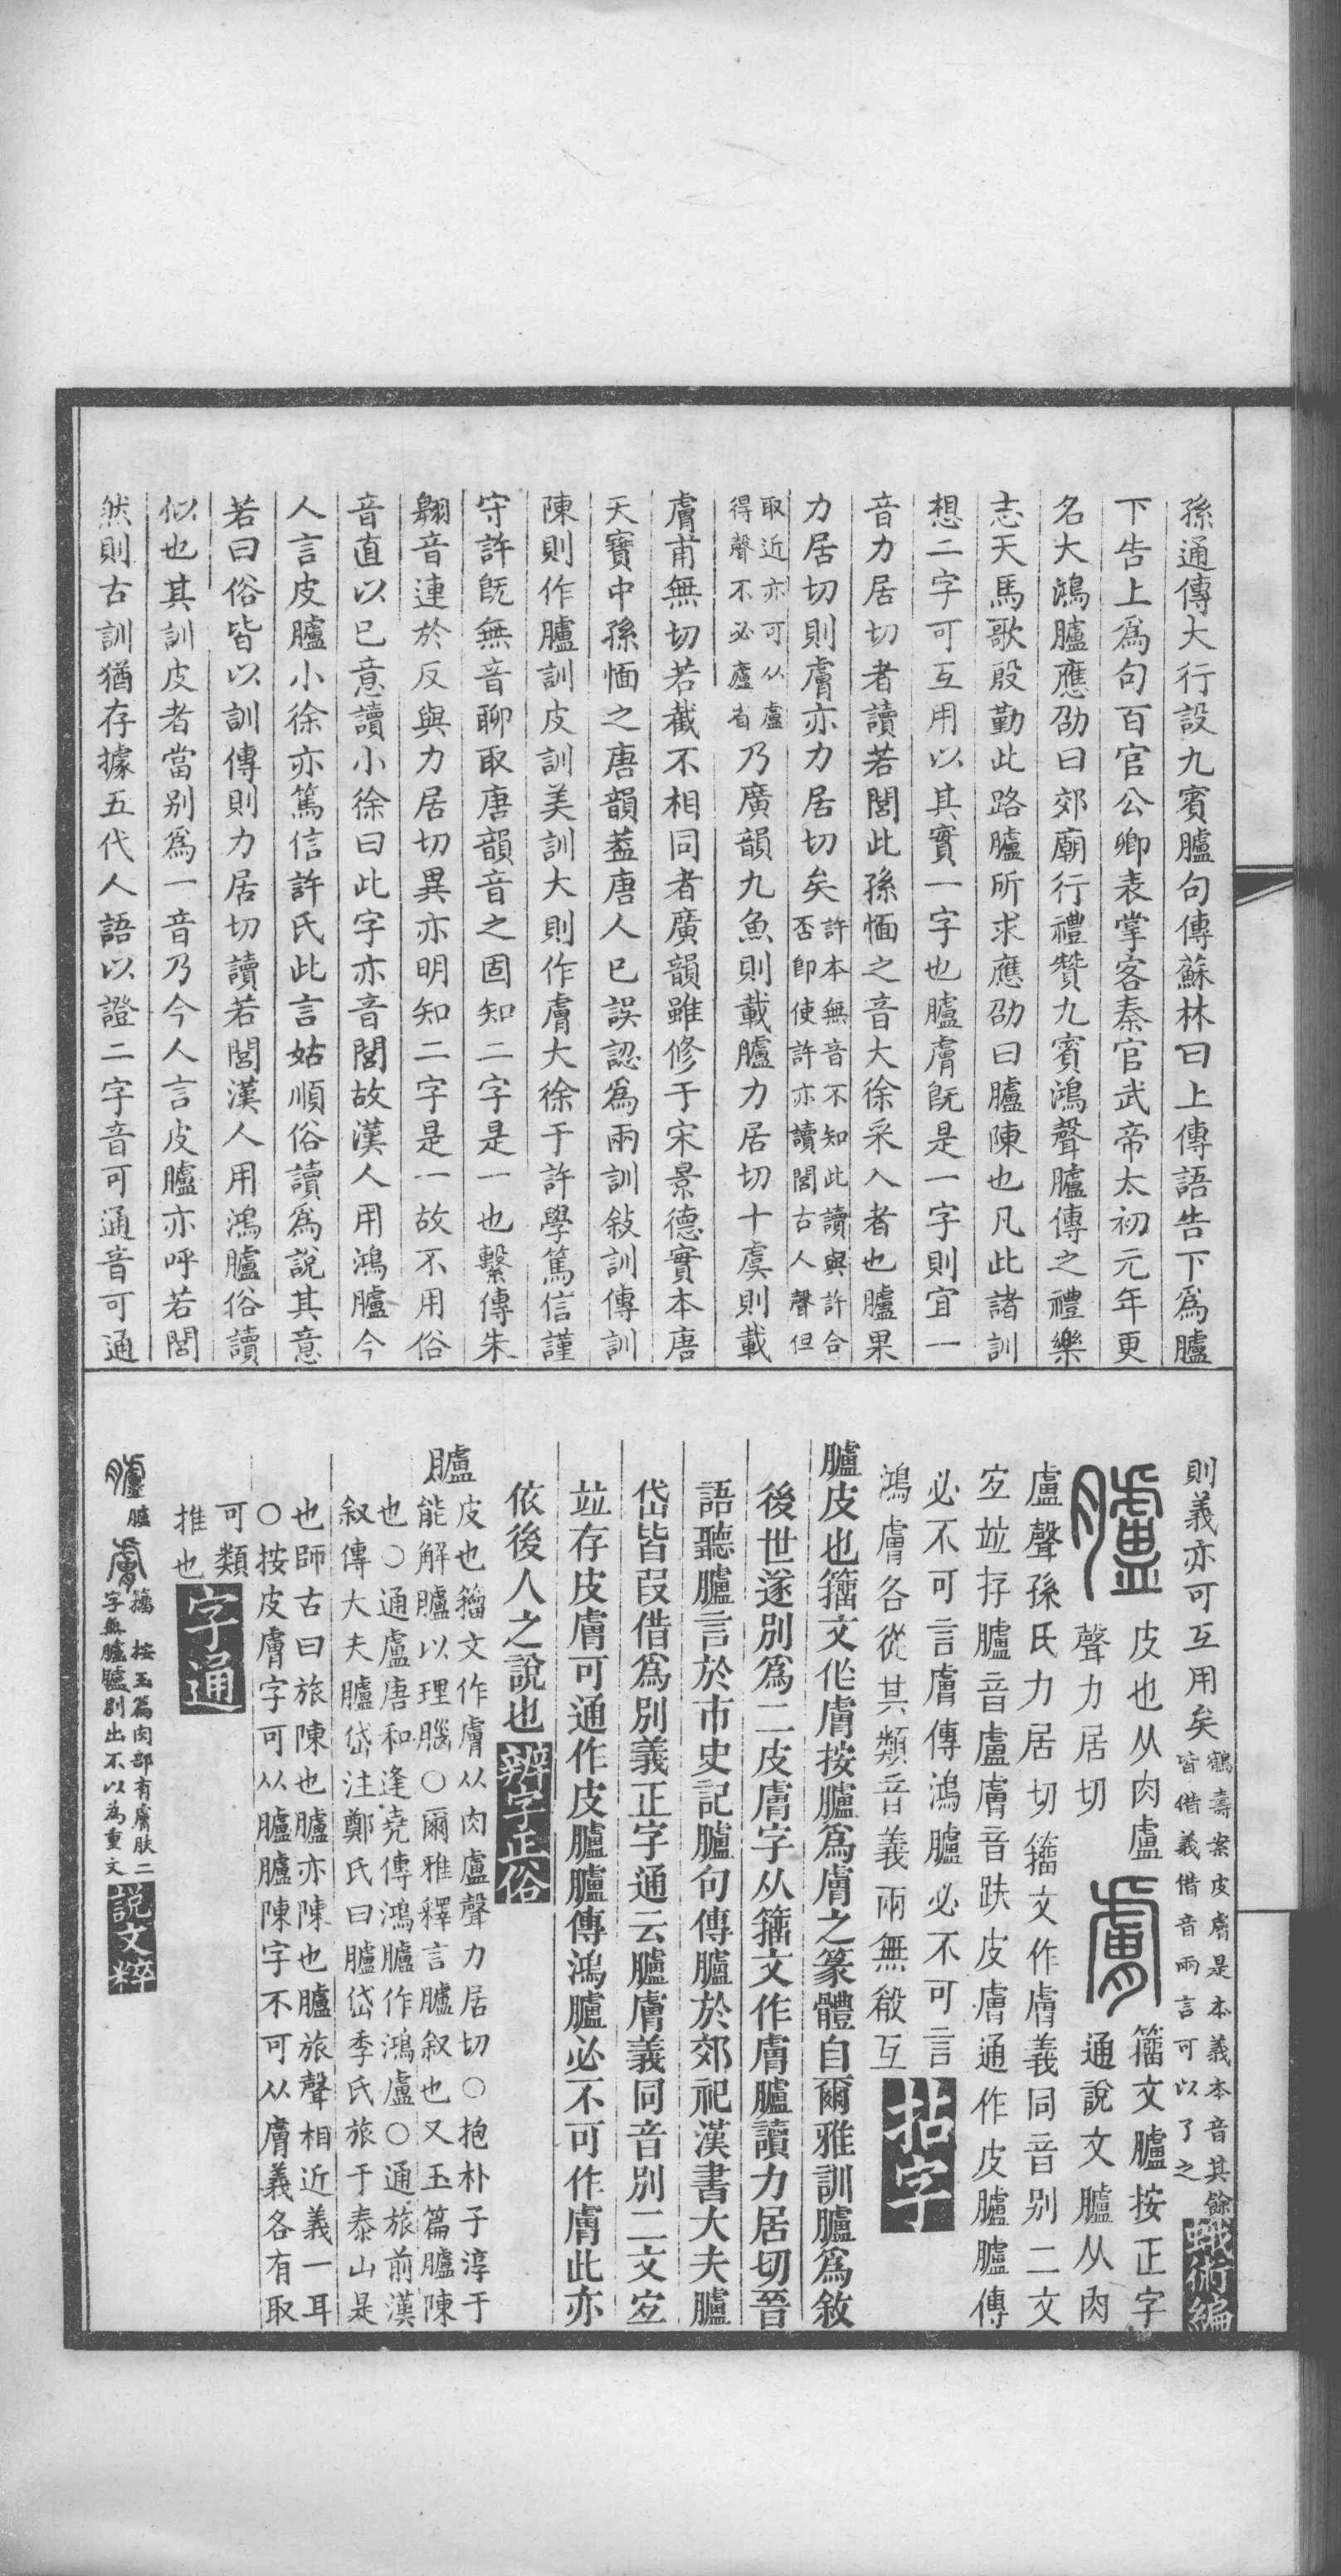 孫通傳大行設九賓臚句傳蘇林曰上傳語告下爲臚
下告上爲句百官公卿表掌客秦官武帝太初元年更
名大鴻臚應劭曰郊廟行禮贊九賓鴻聲臚傳之禮樂
志天馬歌殷勤此路臚所求應劭曰臚陳也凡此諸訓
想二字可互用以其實一字也臚膚旣是一字則宜一
音力居切者讀若閭此孫愐之音大徐采入者也臚果
力居切則膚亦力居切矣許本無音不知此讀與許合
否卽使許亦讀閭古人聲但
取近亦可从盧
得聲不必廬省乃廣韻九魚則載臚力居切十虞則載
膚甫無切若截不相同者廣韻雖修于宋景德實本唐
天寶中孫愐之唐韻葢唐人已誤認爲兩訓敍訓傳訓
陳則作臚訓皮訓美訓大則作膚大徐于許學篤信謹
守許旣無音聊取唐韻音之固知二字是一也繫傳朱
翺音連於反與力居切異亦明知二字是一故不用俗
音直以已意讀小徐曰此字亦音閭故漢人用鴻臚今
人言皮臚小徐亦篤信許氏此言姑順俗讀爲說其意
若曰俗皆以訓傳則力居切讀若閭漢人用鴻臚俗讀
似也其訓皮者當別爲一音乃今人言皮臚亦呼若閭
然則古訓猶存據五代人語以證二字音可通音可通
則義亦可互用矣鶴壽案皮膚是本義本音其餘
皆借義借音兩言可以了之蛾術編
臚皮也从肉盧
聲力居切膚籒文臚按正字
通說文臚从肉
盧聲孫氏力居切籒文作膚義同音別二文
㝎竝存臚音盧膚音趺皮膚通作皮臚臚傳
必不可言膚傳鴻臚必不可言
鴻膚各從其類音義兩無殽互拈字
臚皮也籒文作膚按臚爲膚之篆體自爾雅訓臚爲敘
後世遂別爲二皮膚字从籒文作膚臚讀力居切晉
語聽臚言於市史記臚句傳臚於郊祀漢書大夫臚
岱皆叚借爲別義正字通云臚膚義同音別二文㝎
竝存皮膚可通作皮臚臚傳鴻臚必不可作膚此亦
依後人之說也辨字正俗
臚皮也籒文作膚从肉盧聲力居切○抱朴子淳于
能解臚以理腦○爾雅釋言臚叙也又玉篇臚陳
也○通盧唐和逢堯傳鴻臚作鴻盧○通旅前漢
叙傳大夫臚岱注鄭氏曰臚岱季氏旅于泰山是
也師古曰旅陳也臚亦陳也臚旅聲相近義一耳
○按皮膚字可从臚臚陳字不可从膚義各有取
可類
推也字通
臚臚膚籒按玉篇肉部有膚肤二
字無臚臚別出不以為重文說文粹